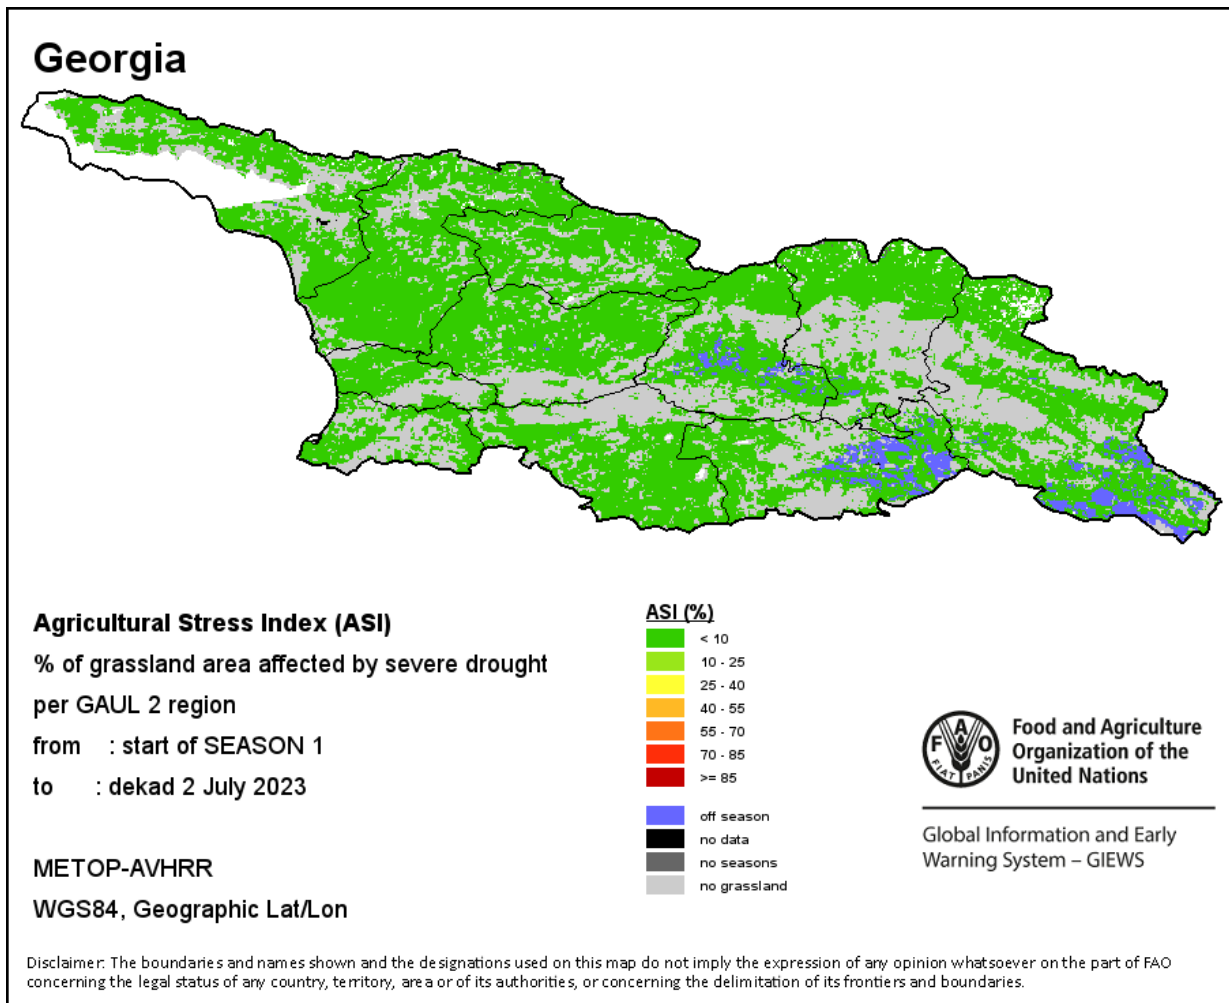 Georgia
Agricultural Stress Index (ASI)
% of grassland area affected by severe drought
per GAUL 2 region
from : start of SEASON 1
to : dekad 2 July 2023
METOP-AVHRR
WGS84, Geographic Lat/Lon
ASI (%)
< 10
10 - 25
25 - 40
40 - 55
55 - 70
70 - 85
>= 85
off season
no data
no seasons
no grassland
F A O
FIAT PANIS
Food and Agriculture
Organization of the
United Nations
Global Information and Early
Warning System – GIEWS
Disclaimer: The boundaries and names shown and the designations used on this map do not imply the expression of any opinion whatsoever on the part of FAO
concerning the legal status of any country, territory, area or of its authorities, or concerning the delimitation of its frontiers and boundaries.